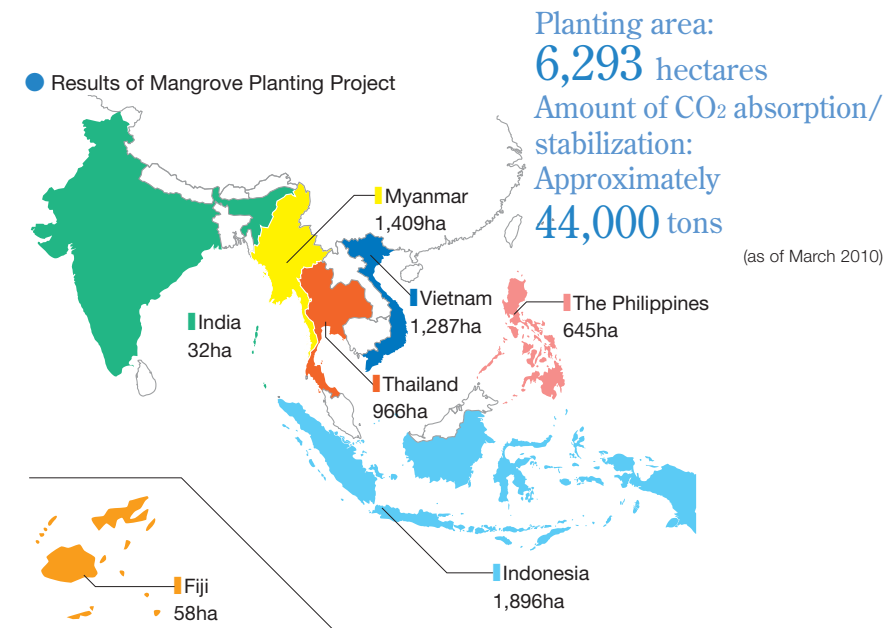 Results of Mangrove Planting Project
Planting area:
6,293 hectares
Amount of CO₂ absorption/
stabilization:
Approximately
44,000 tons
(as of March 2010)
Myanmar
1,409ha
Vietnam
1,287ha
The Philippines
645ha
India
32ha
Thailand
966ha
Indonesia
1,896ha
Fiji
58ha